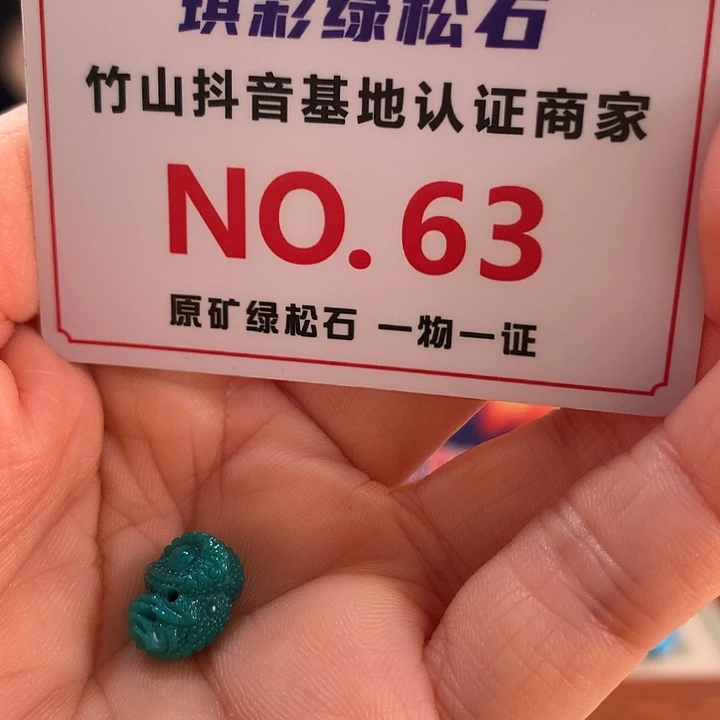 琪彩绿松石
竹山抖音基地认证商家
NO.63
原矿绿松石 一物一证